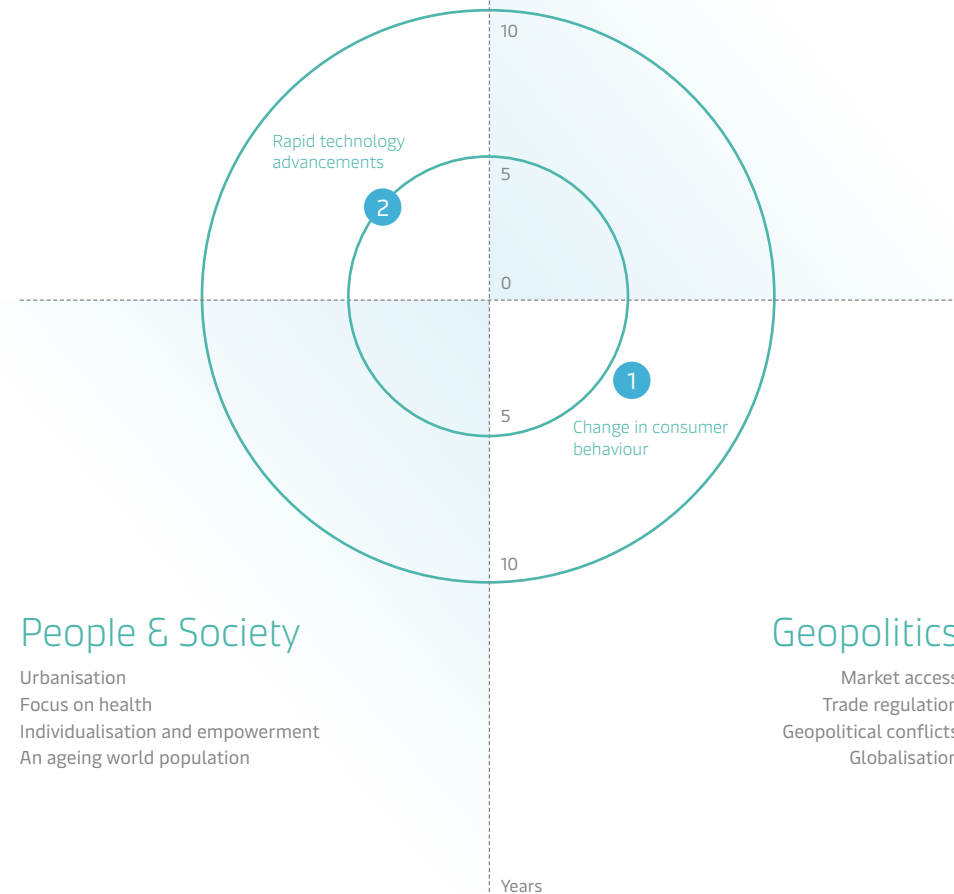 10
Rapid technology
advancements
5
2
0
1
5
Change in consumer
behaviour
10
People & Society
Urbanisation
Focus on health
Individualisation and empowerment
An ageing world population
Geopolitics
Market access
Trade regulation
Geopolitical conflicts
Globalisation
Years